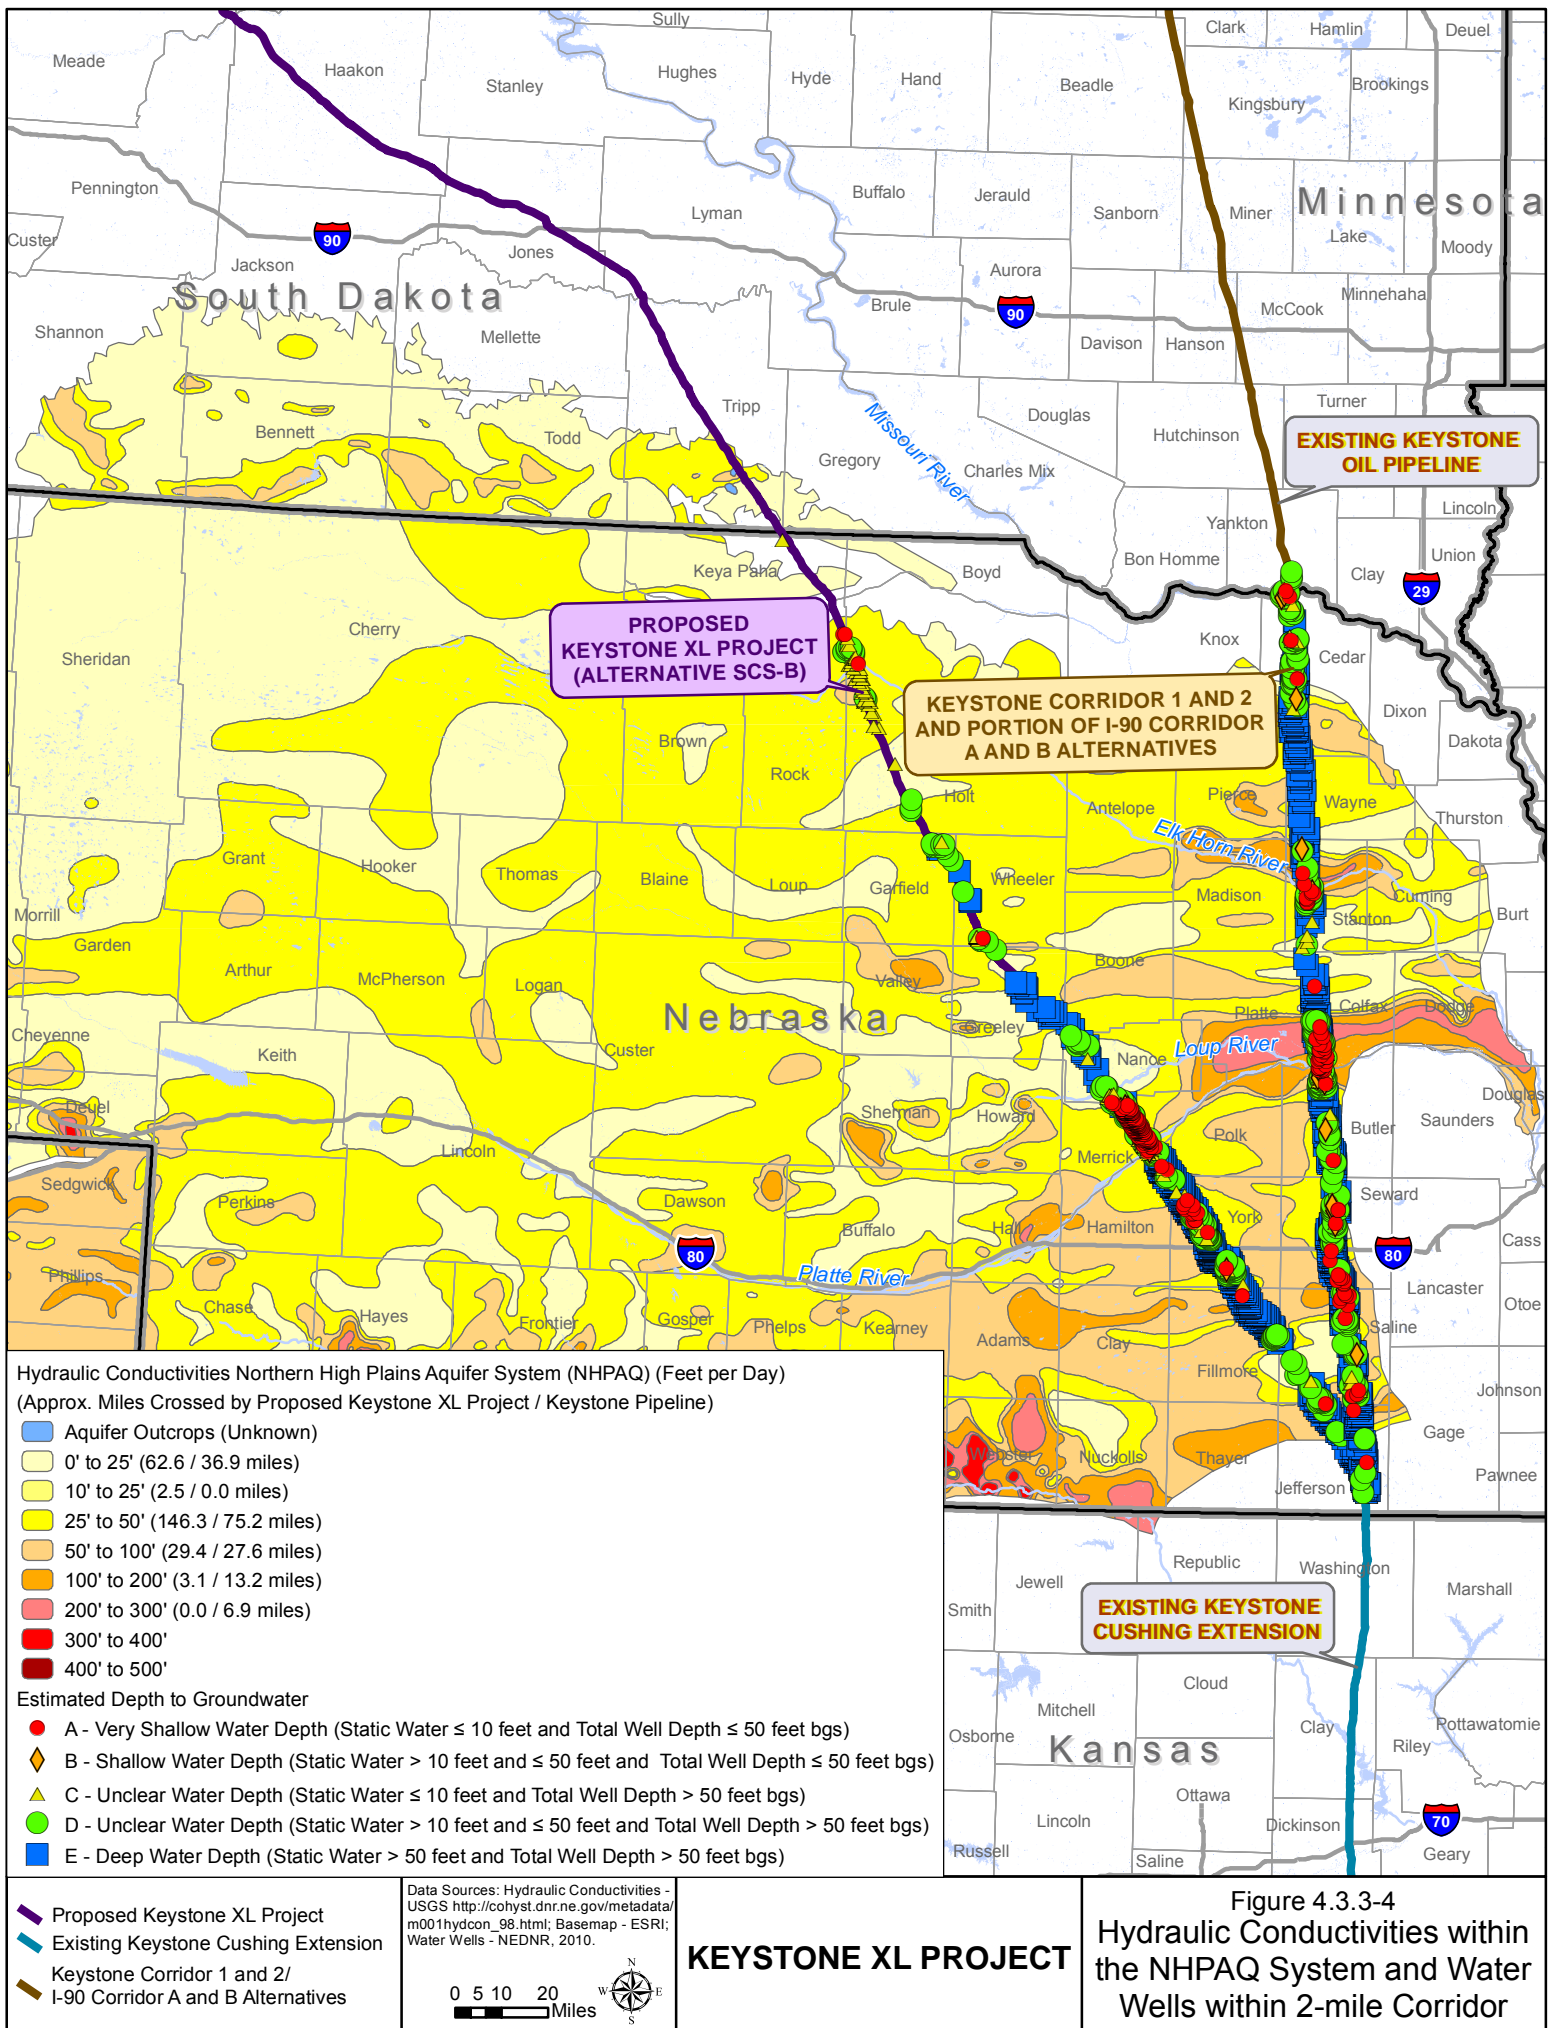 Sully
Clark
Hamlin
Deuel
Meade
Haakon
Stanley
Hughes
Hyde
Hand
Beadle
Kingsbury
Brookings
Pennington
Lyman
Buffalo
Jerauld
Sanborn
Miner
Minnesota
Lake
Moody
Custer
90
Jackson
Jones
South Dakota
Aurora
Brule
90
McCook
Minnehaha
Shannon
Mellette
Davison
Hanson
Tripp
Bennett
Todd
Gregory
Missouri River
Douglas
Charles Mix
Hutchinson
Turner
EXISTING KEYSTONE
OIL PIPELINE
Lincoln
Yankton
Bon Homme
Clay
Union
29
Keya Paha
Boyd
PROPOSED
KEYSTONE XL PROJECT
(ALTERNATIVE SCS-B)
Cherry
Sheridan
Knox
Cedar
KEYSTONE CORRIDOR 1 AND 2
AND PORTION OF I-90 CORRIDOR
A AND B ALTERNATIVES
Dixon
Dakota
Brown
Rock
Holt
Antelope
Pierce
Wayne
Thurston
Elk Horn River
Grant
Hooker
Thomas
Blaine
Loup
Garfield
Wheeler
Madison
Stanton
Cuming
Burt
Morrill
Garden
Arthur
McPherson
Logan
Valley
Boone
Nebraska
Platte
Colfax
Dodge
Cheyenne
Keith
Custer
Greeley
Nance
Loup River
Deuel
Sherman
Howard
Douglas
Saunders
Butler
Polk
Lincoln
Merrick
Sedgwick
Perkins
Dawson
Buffalo
Hall
Hamilton
York
Seward
80
80
Cass
Phillips
Platte River
Lancaster
Otoe
Chase
Hayes
Frontier
Gosper
Phelps
Kearney
Adams
Clay
Fillmore
Saline
Johnson
Gage
Webster
Nuckolls
Thayer
Jefferson
Pawnee
Hydraulic Conductivities Northern High Plains Aquifer System (NHPAQ) (Feet per Day)
(Approx. Miles Crossed by Proposed Keystone XL Project / Keystone Pipeline)
Aquifer Outcrops (Unknown)
0' to 25' (62.6 / 36.9 miles)
10' to 25' (2.5 / 0.0 miles)
25' to 50' (146.3 / 75.2 miles)
50' to 100' (29.4 / 27.6 miles)
100' to 200' (3.1 / 13.2 miles)
200' to 300' (0.0 / 6.9 miles)
300' to 400'
400' to 500'
Estimated Depth to Groundwater
A - Very Shallow Water Depth (Static Water ≤ 10 feet and Total Well Depth ≤ 50 feet bgs)
B - Shallow Water Depth (Static Water > 10 feet and ≤ 50 feet and Total Well Depth ≤ 50 feet bgs)
C - Unclear Water Depth (Static Water ≤ 10 feet and Total Well Depth > 50 feet bgs)
D - Unclear Water Depth (Static Water > 10 feet and ≤ 50 feet and Total Well Depth > 50 feet bgs)
E - Deep Water Depth (Static Water > 50 feet and Total Well Depth > 50 feet bgs)
Republic
Washington
Jewell
Marshall
Smith
EXISTING KEYSTONE
CUSHING EXTENSION
Cloud
Mitchell
Osborne
Kansas
Clay
Riley
Pottawatomie
Ottawa
Lincoln
Dickinson
70
Russell
Saline
Geary
Proposed Keystone XL Project
Existing Keystone Cushing Extension
Keystone Corridor 1 and 2/
I-90 Corridor A and B Alternatives
Data Sources: Hydraulic Conductivities -
USGS http://cohyst.dnr.ne.gov/metadata/
m001hydcon_98.html; Basemap - ESRI;
Water Wells - NEDNR, 2010.
0 5 10 20
Miles
N
W E
S
KEYSTONE XL PROJECT
Figure 4.3.3-4
Hydraulic Conductivities within
the NHPAQ System and Water
Wells within 2-mile Corridor